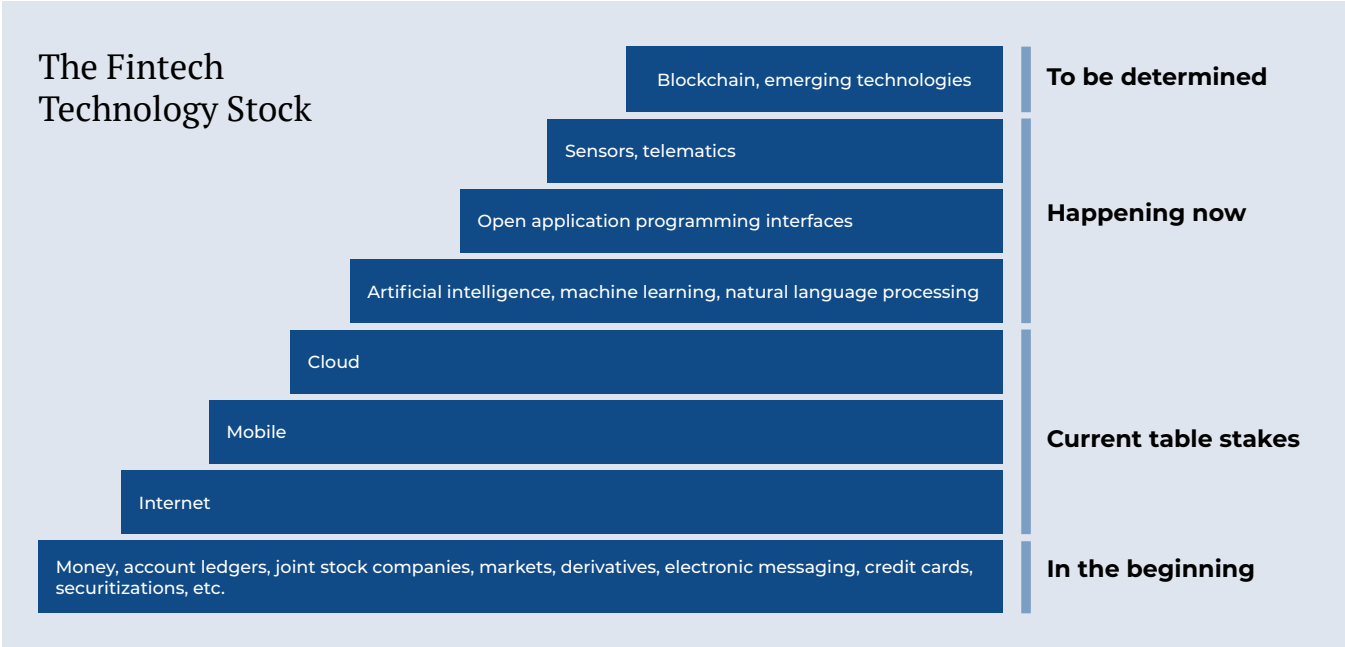 The Fintech
Technology Stock
Blockchain, emerging technologies
To be determined
Sensors, telematics
Open application programming interfaces
Happening now
Artificial intelligence, machine learning, natural language processing
Cloud
Mobile
Current table stakes
Internet
Money, account ledgers, joint stock companies, markets, derivatives, electronic messaging, credit cards,
securitizations, etc.
In the beginning